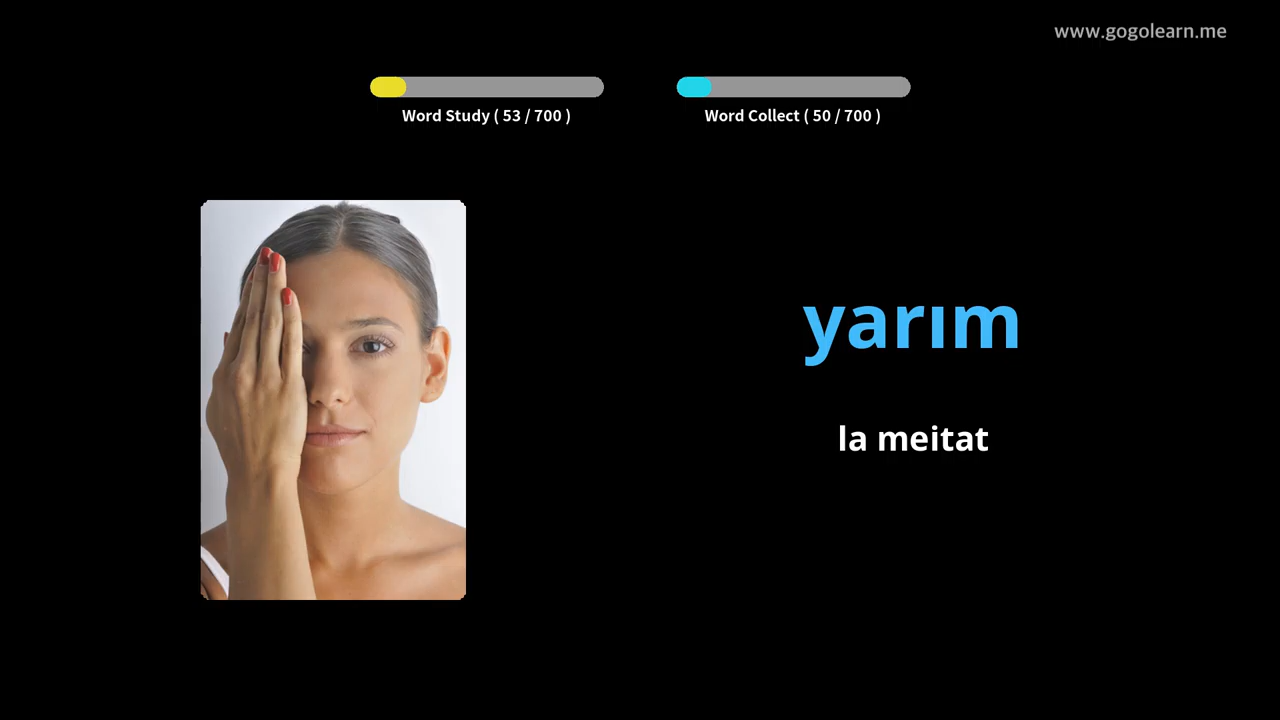 www.gogolearn.me
Word Study ( 53 / 700 )
Word Collect ( 50 / 700 )
yarım
la meitat